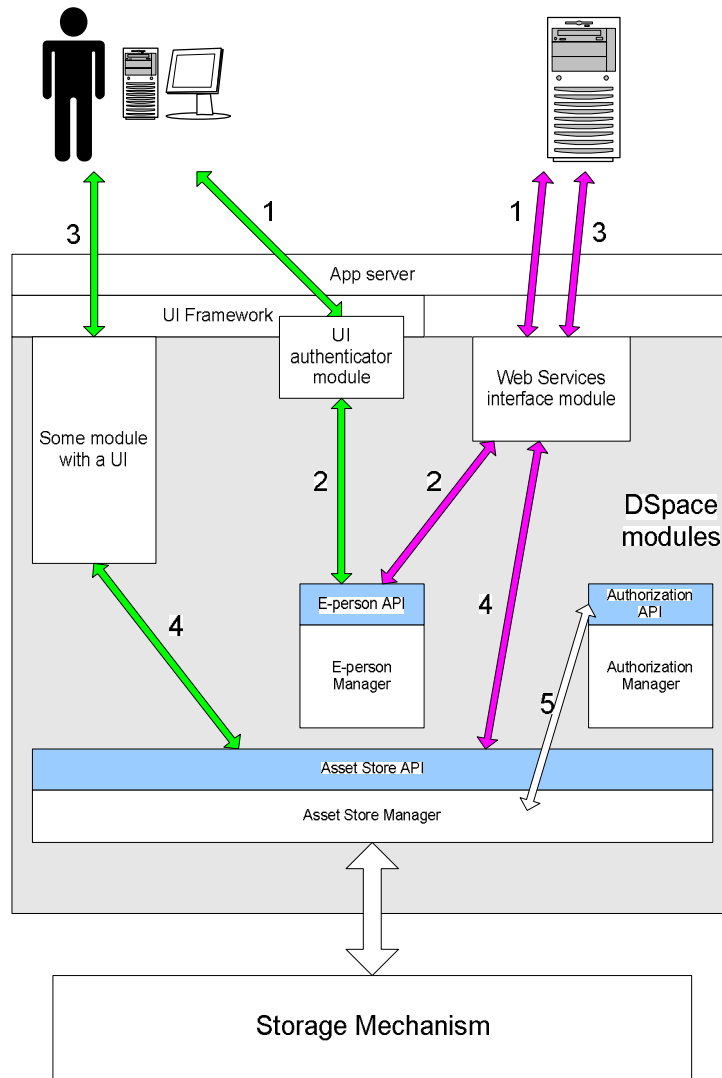 1
1
3
3
App server
UI Framework
UI
authenticator
module
Web Services
interface module
Some module
with a UI
2
2
DSpace
modules
E-person API
Authorization
API
4
4
E-person
Manager
Authorization
Manager
5
Asset Store API
Asset Store Manager
Storage Mechanism